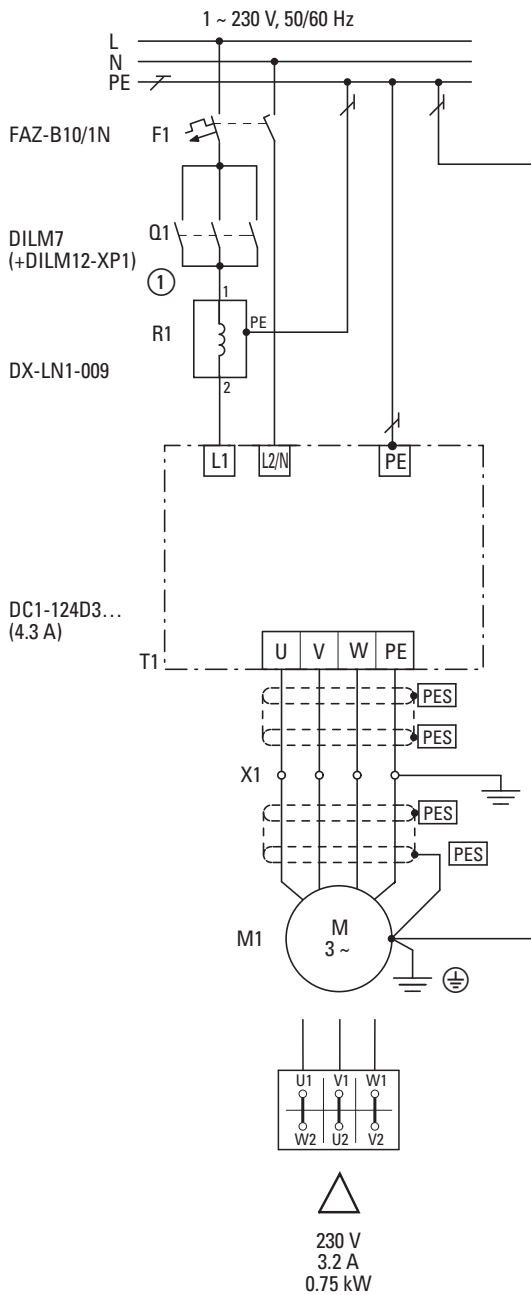 1 ~ 230 V, 50/60 Hz
L
N
PE
FAZ-B10/1N
F1
DILM7
(+DILM12-XP1)
Q1
1
1
R1
PE
DX-LN1-009
2
L1
L2/N
PE
DC1-124D3…
(4.3 A)
T1
U
V
W
PE
PES
PES
X1
PES
PES
M1
M
3 ~
U1
V1
W1
W2
U2
V2
230 V
3.2 A
0.75 kW